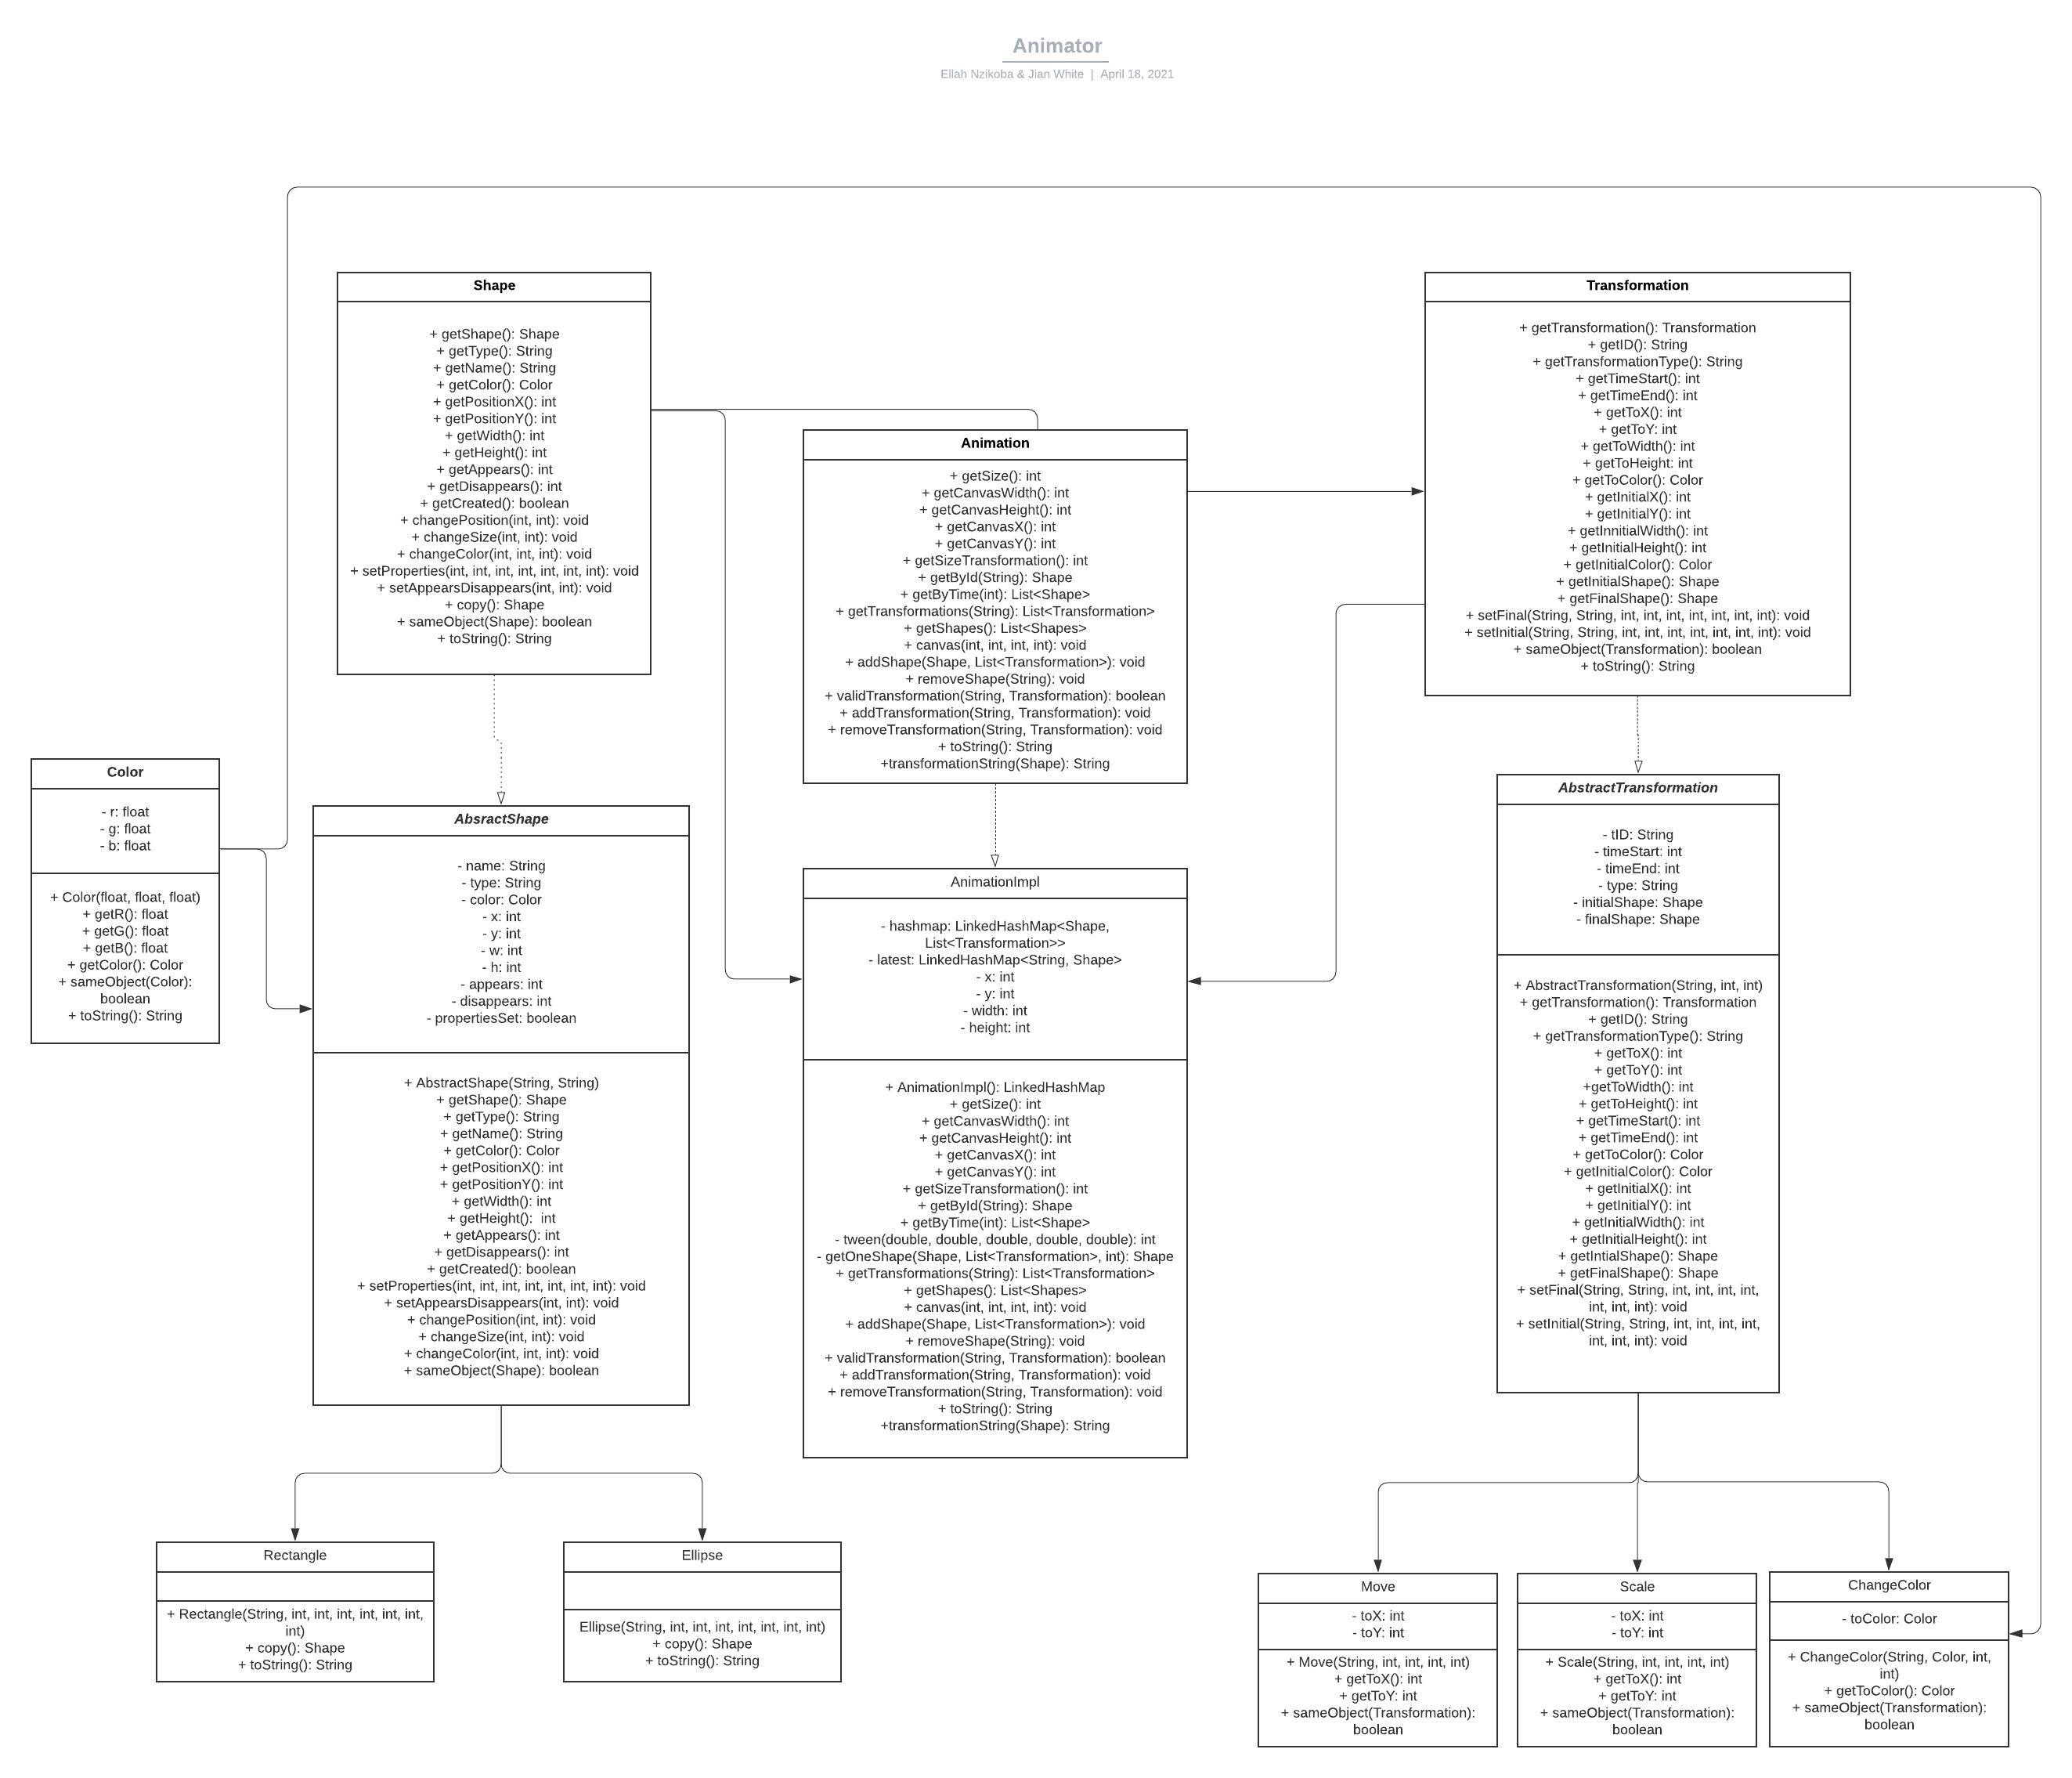 Animator
Ellah Nzikoba & Jian White | April 18, 2021
Shape
+ getShape(): Shape
+ getType(): String
+ getName(): String
+ getColor(): Color
+ getPositionX(): int
+ getPositionY(): int
+ getWidth(): int
+ getHeight(): int
+ getAppears(): int
+ getDisappears(): int
+ getCreated(): boolean
+ changePosition(int, int): void
+ changeSize(int, int): void
+ changeColor(int, int, int): void
+ setProperties(int, int, int, int, int, int, int): void
+ setAppearsDisappears(int, int): void
+ copy(): Shape
+ sameObject(Shape): boolean
+ toString(): String
Animation
+ getSize(): int
+ getCanvasWidth(): int
+ getCanvasHeight(): int
+ getCanvasX(): int
+ getCanvasY(): int
+ getSizeTransformation(): int
+ getById(String): Shape
+ getByTime(int): List<Shape>
+ getTransformations(String): List<Transformation>
+ getShapes(): List<Shapes>
+ canvas(int, int, int, int): void
+ addShape(Shape, List<Transformation>): void
+ removeShape(String): void
+ validTransformation(String, Transformation): boolean
+ addTransformation(String, Transformation): void
+ removeTransformation(String, Transformation): void
+ toString(): String
+transformationString(Shape): String
Transformation
+ getTransformation(): Transformation
+ getID(): String
+ getTransformationType(): String
+ getTimeStart(): int
+ getTimeEnd(): int
+ getToX(): int
+ getToY: int
+ getToWidth(): int
+ getToHeight: int
+ getToColor(): Color
+ getInitialX(): int
+ getInitialY(): int
+ getInnitialWidth(): int
+ getInitialHeight(): int
+ getInitialColor(): Color
+ getInitialShape(): Shape
+ getFinalShape(): Shape
+ setFinal(String, String, int, int, int, int, int, int, int): void
+ setInitial(String, String, int, int, int, int, int, int, int): void
+ sameObject(Transformation): boolean
+ toString(): String
Color
- r: float
- g: float
- b: float
+ Color(float, float, float)
+ getR(): float
+ getG(): float
+ getB(): float
+ getColor(): Color
+ sameObject(Color):
boolean
+ toString(): String
AbsractShape
- name: String
- type: String
- color: Color
- x: int
- y: int
- w: int
- h: int
- appears: int
- disappears: int
- propertiesSet: boolean
+ AbstractShape(String, String)
+ getShape(): Shape
+ getType(): String
+ getName(): String
+ getColor(): Color
+ getPositionX(): int
+ getPositionY(): int
+ getWidth(): int
+ getHeight(): int
+ getAppears(): int
+ getDisappears(): int
+ getCreated(): boolean
+ setProperties(int, int, int, int, int, int, int): void
+ setAppearsDisappears(int, int): void
+ changePosition(int, int): void
+ changeSize(int, int): void
+ changeColor(int, int, int): void
+ sameObject(Shape): boolean
AnimationImpl
- hashmap: LinkedHashMap<Shape,
List<Transformation>>
- latest: LinkedHashMap<String, Shape>
- x: int
- y: int
- width: int
- height: int
+ AnimationImpl(): LinkedHashMap
+ getSize(): int
+ getCanvasWidth(): int
+ getCanvasHeight(): int
+ getCanvasX(): int
+ getCanvasY(): int
+ getSizeTransformation(): int
+ getById(String): Shape
+ getByTime(int): List<Shape>
- tween(double, double, double, double, double): int
- getOneShape(Shape, List<Transformation>, int): Shape
+ getTransformations(String): List<Transformation>
+ getShapes(): List<Shapes>
+ canvas(int, int, int, int): void
+ addShape(Shape, List<Transformation>): void
+ removeShape(String): void
+ validTransformation(String, Transformation): boolean
+ addTransformation(String, Transformation): void
+ removeTransformation(String, Transformation): void
+ toString(): String
+transformationString(Shape): String
AbstractTransformation
- tID: String
- timeStart: int
- timeEnd: int
- type: String
- initialShape: Shape
- finalShape: Shape
+ AbstractTransformation(String, int, int)
+ getTransformation(): Transformation
+ getID(): String
+ getTransformationType(): String
+ getToX(): int
+ getToY(): int
+getToWidth(): int
+ getToHeight(): int
+ getTimeStart(): int
+ getTimeEnd(): int
+ getToColor(): Color
+ getInitialColor(): Color
+ getInitialX(): int
+ getInitialY(): int
+ getInitialWidth(): int
+ getInitialHeight(): int
+ getIntialShape(): Shape
+ getFinalShape(): Shape
+ setFinal(String, String, int, int, int, int,
int, int, int): void
+ setInitial(String, String, int, int, int, int,
int, int, int): void
Rectangle
+ Rectangle(String, int, int, int, int, int, int,
int)
+ copy(): Shape
+ toString(): String
Ellipse
Ellipse(String, int, int, int, int, int, int, int)
+ copy(): Shape
+ toString(): String
Move
- toX: int
- toY: int
+ Move(String, int, int, int, int)
+ getToX(): int
+ getToY: int
+ sameObject(Transformation):
boolean
Scale
- toX: int
- toY: int
+ Scale(String, int, int, int, int)
+ getToX(): int
+ getToY: int
+ sameObject(Transformation):
boolean
ChangeColor
- toColor: Color
+ ChangeColor(String, Color, int,
int)
+ getToColor(): Color
+ sameObject(Transformation):
boolean